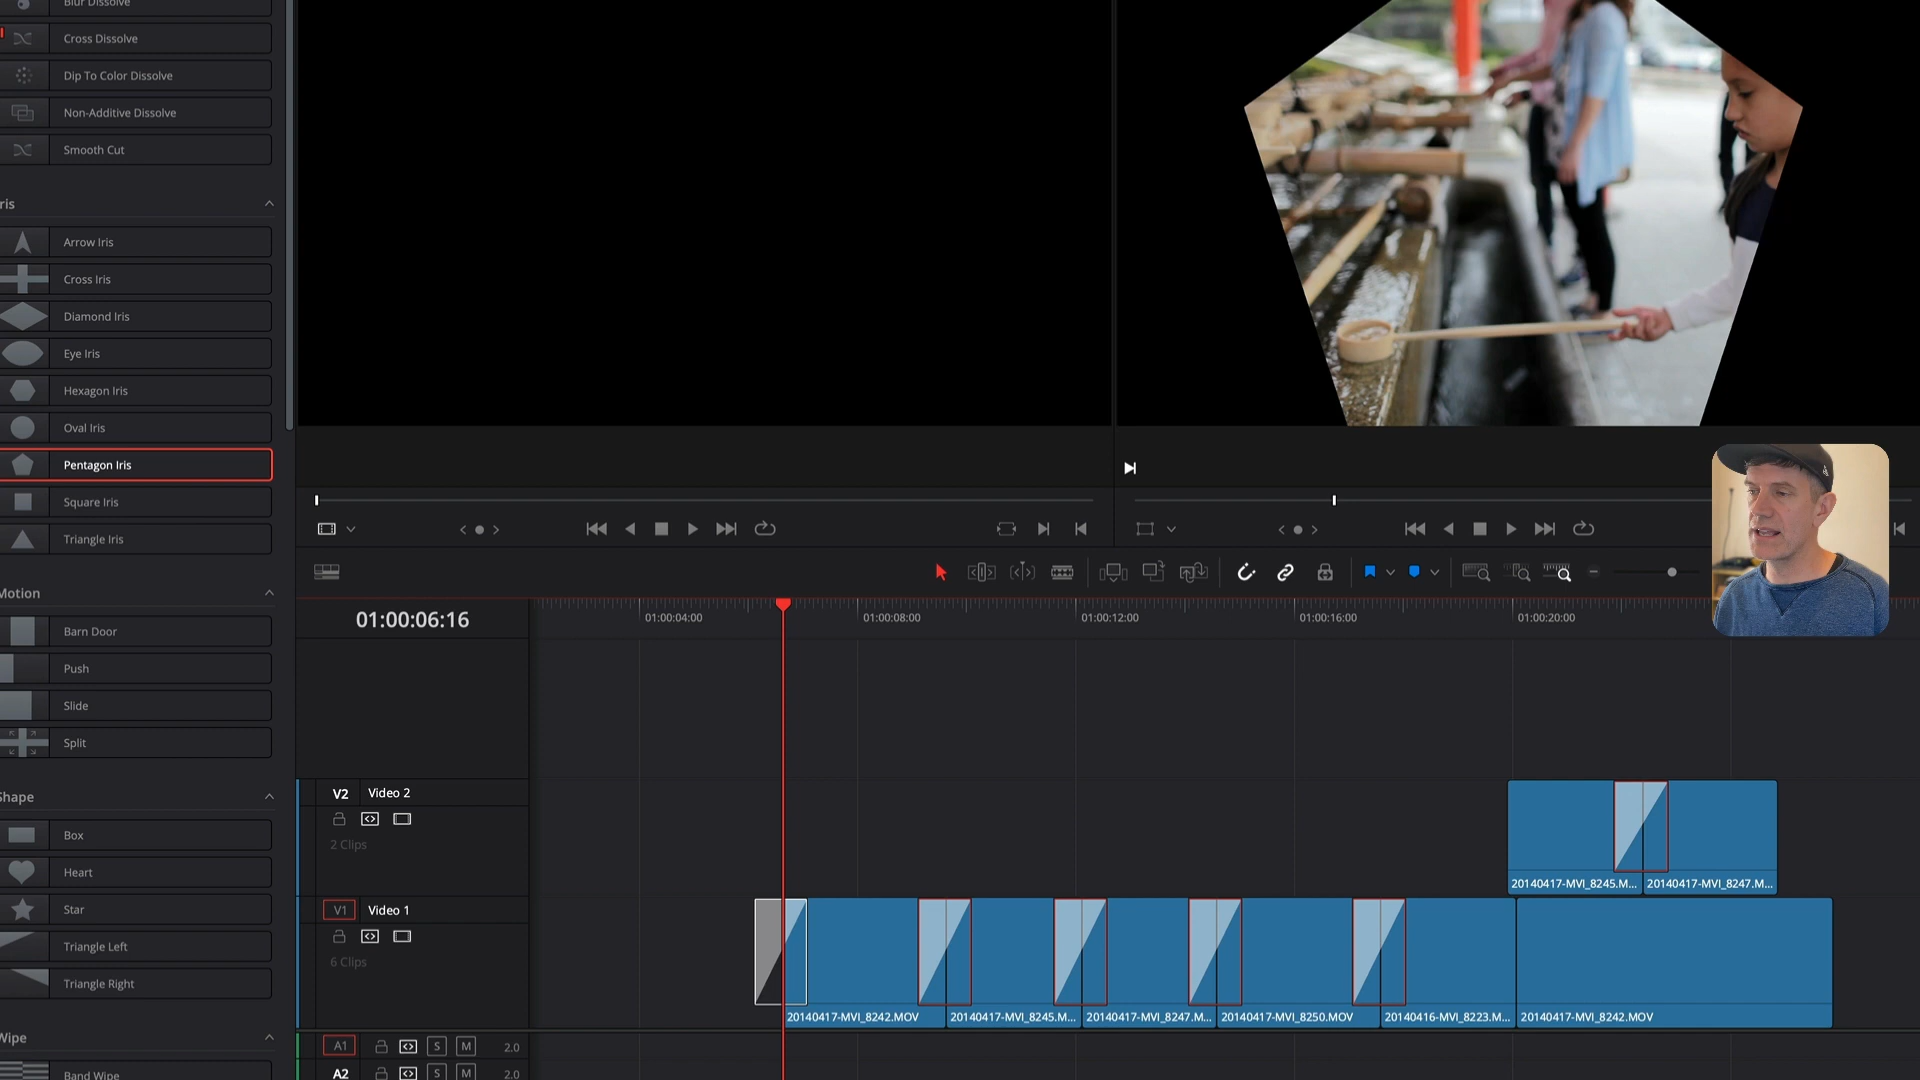 Blur Dissolve
Cross Dissolve
Dip To Color Dissolve
Non-Additive Dissolve
Smooth Cut
ris
Arrow Iris
Cross Iris
Diamond Iris
Eye Iris
Hexagon Iris
Oval Iris
Pentagon Iris
Square Iris
Triangle Iris
Motion
Barn Door
Push
Slide
Split
Shape
Box
Heart
Star
Triangle Left
Triangle Right
Wipe
Band Wipe
01:00:06:16
01:00:04:00
01:00:08:00
01:00:12:00
01:00:16:00
01:00:20:00
V2 Video 2
2 Clips
20140417-MVI_8245.M...
20140417-MVI_8247.M...
V1 Video 1
6 Clips
20140417-MVI_8242.MOV
20140417-MVI_8245.M...
20140417-MVI_8247.M...
20140417-MVI_8250.MOV
20140416-MVI_8223.M...
20140417-MVI_8242.MOV
A1 S M 2.0
A2 S M 2.0